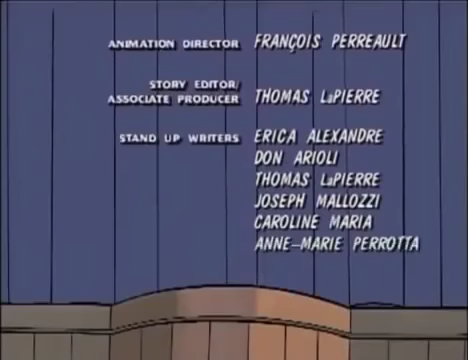 ANIMATION DIRECTOR FRANÇOIS PERREAULT
STORY EDITOR/
ASSOCIATE PRODUCER THOMAS LaPIERRE
STAND UP WRITERS ERICA ALEXANDRE
DON ARIOLI
THOMAS LaPIERRE
JOSEPH MALLOZZI
CAROLINE MARIA
ANNE-MARIE PERROTTA